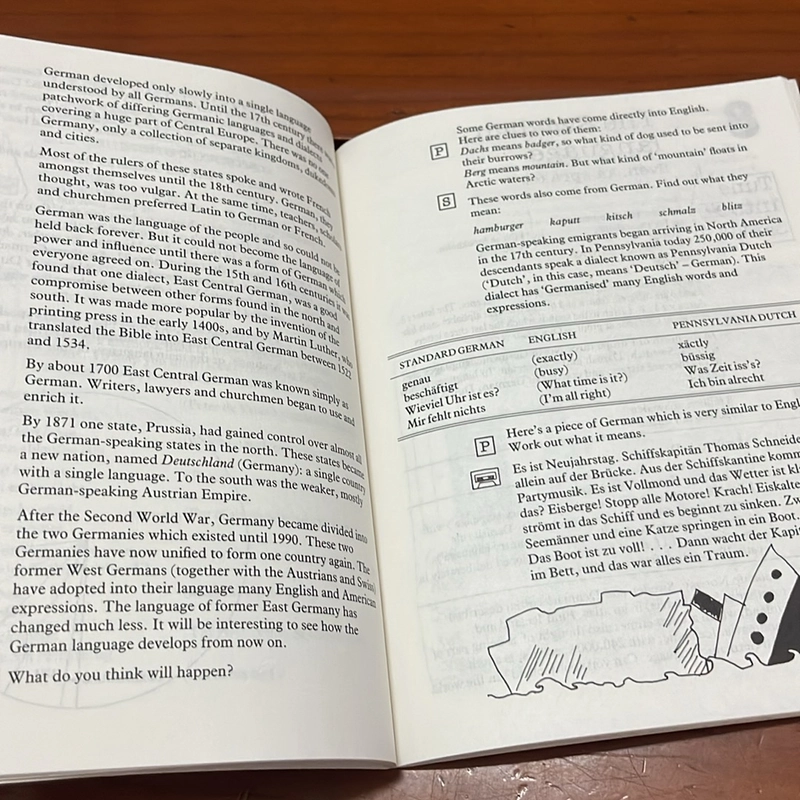 German developed only slowly into a single language
understood by all Germans. Until the 17th century there was
patchwork of differing Germanic languages and dialects
covering a huge part of Central Europe. There was no one
Germany, only a collection of separate kingdoms, dukedoms
and cities.
Most of the rulers of these states spoke and wrote French
amongst themselves until the 18th century. German, they
thought, was too vulgar. At the same time, teachers, scholars
and churchmen preferred Latin to German or French.
German was the language of the people and so could not be
held back forever. But it could not become the language of
power and influence until there was a form of German which
everyone agreed on. During the 15th and 16th centuries it was
found that one dialect, East Central German, was a good
compromise between other forms found in the north and
south. It was made more popular by the invention of the
printing press in the early 1400s, and by Martin Luther, who
translated the Bible into East Central German between 1522
and 1534.
By about 1700 East Central German was known simply as
German. Writers, lawyers and churchmen began to use and
enrich it.
By 1871 one state, Prussia, had gained control over almost all
the German-speaking states in the north. These states became
a new nation, named Deutschland (Germany): a single country
with a single language. To the south was the weaker, mostly
German-speaking Austrian Empire.
After the Second World War, Germany became divided into
the two Germanies which existed until 1990. These two
Germanies have now unified to form one country again. The
former West Germans (together with the Austrians and Swiss)
have adopted into their language many English and American
expressions. The language of former East Germany has
changed much less. It will be interesting to see how the
German language develops from now on.
What do you think will happen?
Some German words have come directly into English.
P Here are clues to two of them:
Dachs means badger, so what kind of dog used to be sent into
their burrows?
Berg means mountain. But what kind of 'mountain' floats in
Arctic waters?
S These words also come from German. Find out what they
mean:
hamburger kaputt kitsch schmalz blitz
German-speaking emigrants began arriving in North America
in the 17th century. In Pennsylvania today 250,000 of their
descendants speak a dialect known as Pennsylvania Dutch
('Dutch', in this case, means 'Deutsch' – German). This
dialect has 'Germanised' many English words and
expressions.
STANDARD GERMAN ENGLISH PENNSYLVANIA DUTCH
genau (exactly) xäctly
beschäftigt (busy) büssig
Wieviel Uhr ist es? (What time is it?) Was Zeit iss's?
Mir fehlt nichts (I'm all right) Ich bin alrecht
P Here's a piece of German which is very similar to
Work out what it means.
Es ist Neujahrstag. Schiffskapitän Thomas
allein auf der Brücke. Aus der Schiffskantine
Partymusik. Es ist Vollmond und das Wetter ist
das? Eisberge! Stopp alle Motore! Krach!
strömt in das Schiff und es beginnt zu sinken.
Seemänner und eine Katze springen in ein Boot.
Das Boot ist zu voll! . . . Dann wacht der
im Bett, und das war alles ein Traum.